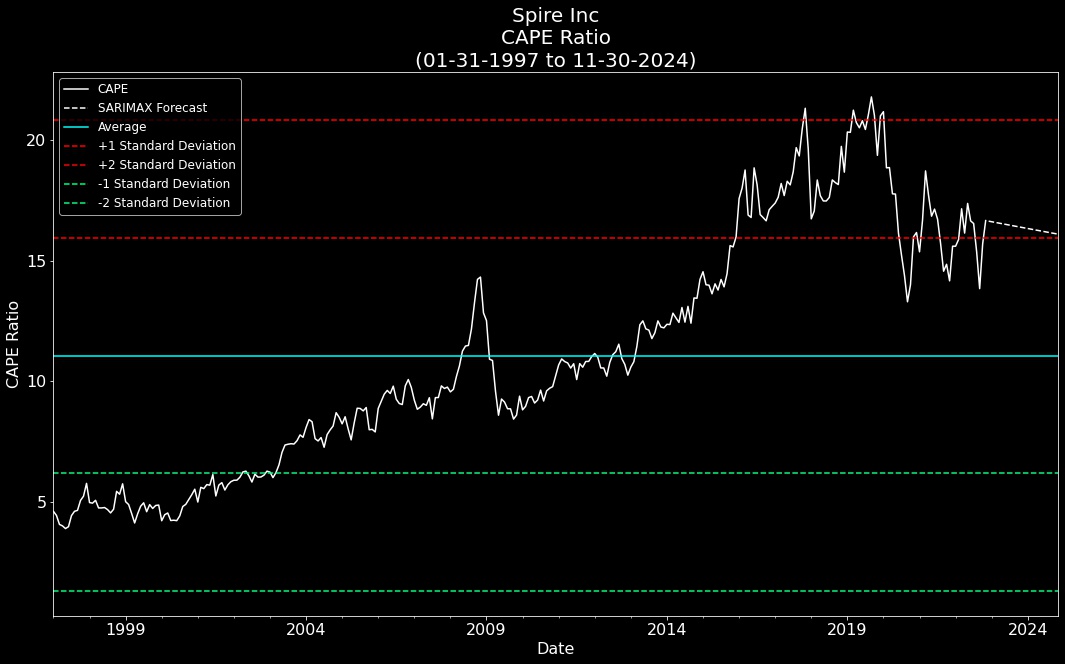 Spire Inc
CAPE Ratio
(01-31-1997 to 11-30-2024)
CAPE
SARIMAX Forecast
Average
+1 Standard Deviation
+2 Standard Deviation
-1 Standard Deviation
-2 Standard Deviation
CAPE Ratio
20
15
10
5
1999
2004
2009
2014
2019
2024
Date